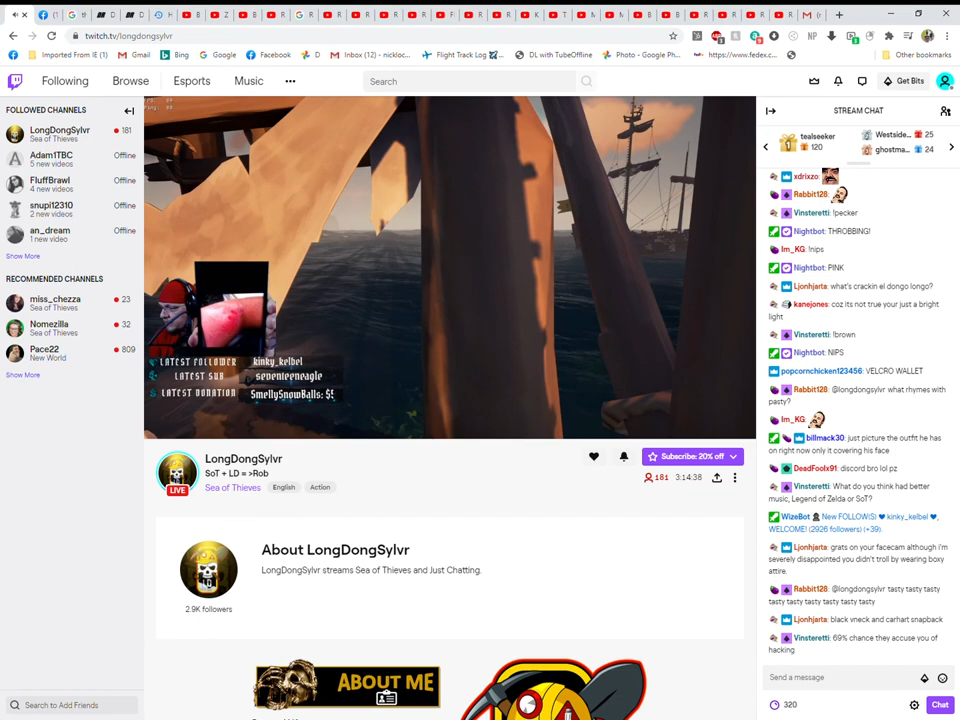 twitch.tv/longdongsylvr
Imported From IE (1)
Gmail
Bing
Google
Facebook
D
Inbox (12) - nickloc...
Flight Track Log
DL with TubeOffline
Photo - Google Ph...
https://www.fedex...
Other bookmarks
Following
Browse
Esports
Music
Search
Get Bits
FOLLOWED CHANNELS
LongDongSylvr
181
Sea of Thieves
Adam1TBC
Offline
5 new videos
FluffBrawl
Offline
4 new videos
snupi12310
Offline
2 new videos
an_dream
Offline
1 new video
Show More
RECOMMENDED CHANNELS
miss_chezza
23
Sea of Thieves
Nomezilla
32
Sea of Thieves
Pace22
809
New World
Show More
Search to Add Friends
LATEST FOLLOWER kinky_kelbel
LATEST SUB seventeeneagle
LATEST DONATION SmellySnowBalls: $5
LIVE
LongDongSylvr
SoT + LD = >Rob
Sea of Thieves
English
Action
Subscribe: 20% off
181
3:14:38
About LongDongSylvr
LongDongSylvr streams Sea of Thieves and Just Chatting.
2.9K followers
ABOUT ME
STREAM CHAT
1
tealseeker
120
Westside...
25
ghostma...
24
xdrixzo:
Rabbit128:
Vinsteretti: !pecker
Nightbot: THROBBING!
Im_KG: !nips
Nightbot: PINK
Ljonhjarta: what's crackin el dongo longo?
kanejones: coz its not true your just a bright
light
Vinsteretti: !brown
Nightbot: NIPS
popcornchicken123456: VELCRO WALLET
Rabbit128: @longdongsylvr what rhymes with
pasty?
Im_KG:
billmack30: just picture the outfit he has
on right now only it covering his face
DeadFoolx91: discord bro lol pz
Vinsteretti: What do you think had better
music, Legend of Zelda or SoT?
WizeBot New FOLLOW(S) ♥ kinky_kelbel ♥,
WELCOME! (2926 followers) (+39).
Ljonhjarta: grats on your facecam although i'm
severely disappointed you didn't troll by wearing boxy
attire.
Rabbit128: @longdongsylvr tasty tasty tasty
tasty tasty tasty tasty tasty tasty
Ljonhjarta: black vneck and carhart snapback
Vinsteretti: 69% chance they accuse you of
hacking
Send a message
320
Chat